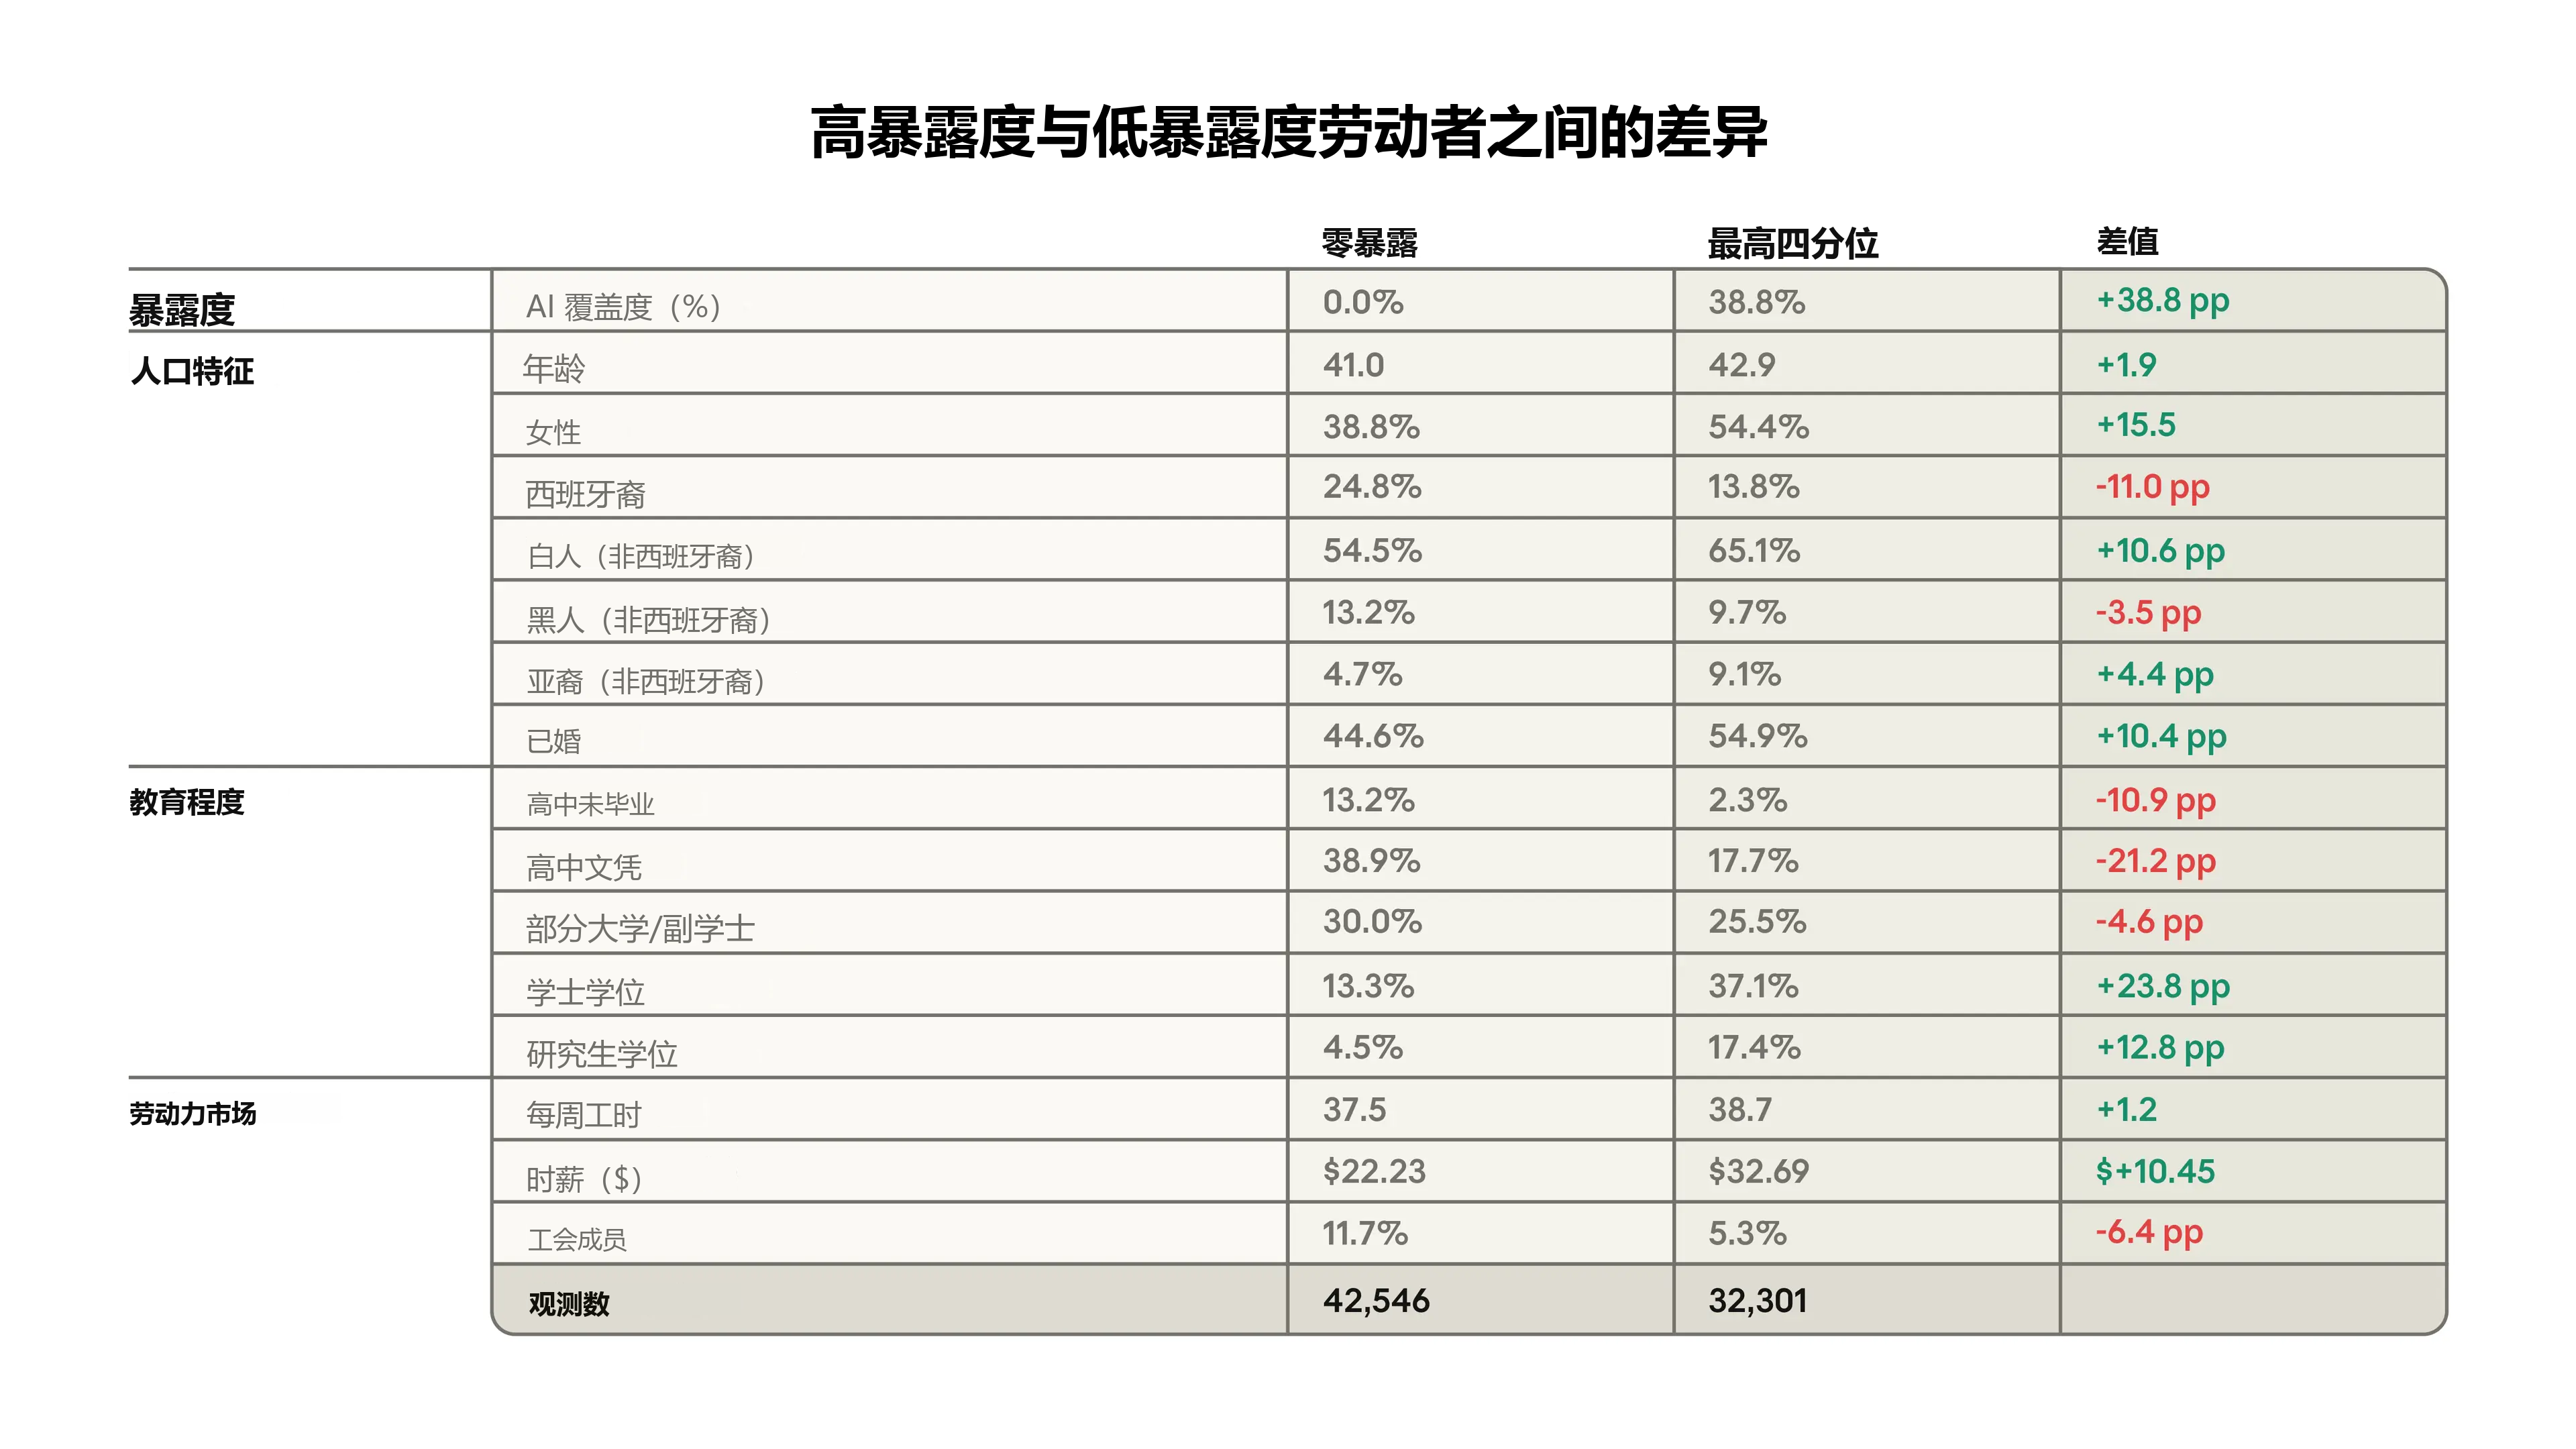 高暴露度与低暴露度劳动者之间的差异
零暴露 最高四分位 差值
暴露度 AI 覆盖度（%） 0.0% 38.8% +38.8 pp
人口特征 年龄 41.0 42.9 +1.9
女性 38.8% 54.4% +15.5
西班牙裔 24.8% 13.8% -11.0 pp
白人（非西班牙裔） 54.5% 65.1% +10.6 pp
黑人（非西班牙裔） 13.2% 9.7% -3.5 pp
亚裔（非西班牙裔） 4.7% 9.1% +4.4 pp
已婚 44.6% 54.9% +10.4 pp
教育程度 高中未毕业 13.2% 2.3% -10.9 pp
高中文凭 38.9% 17.7% -21.2 pp
部分大学/副学士 30.0% 25.5% -4.6 pp
学士学位 13.3% 37.1% +23.8 pp
研究生学位 4.5% 17.4% +12.8 pp
劳动力市场 每周工时 37.5 38.7 +1.2
时薪（$） $22.23 $32.69 $+10.45
工会成员 11.7% 5.3% -6.4 pp
观测数 42,546 32,301